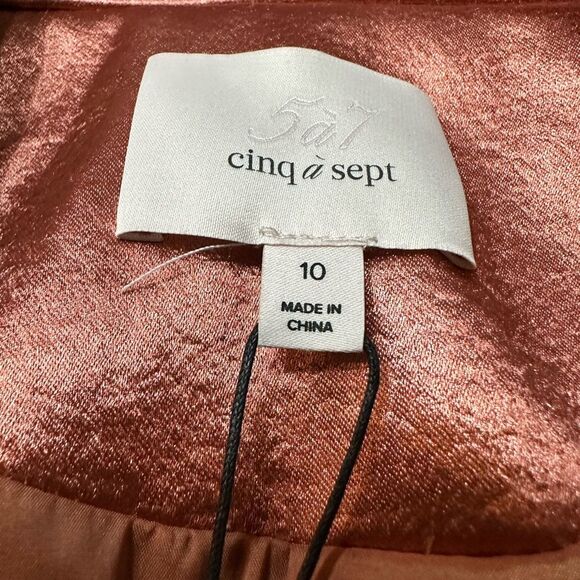 5à7
cinq à sept
10
MADE IN
CHINA